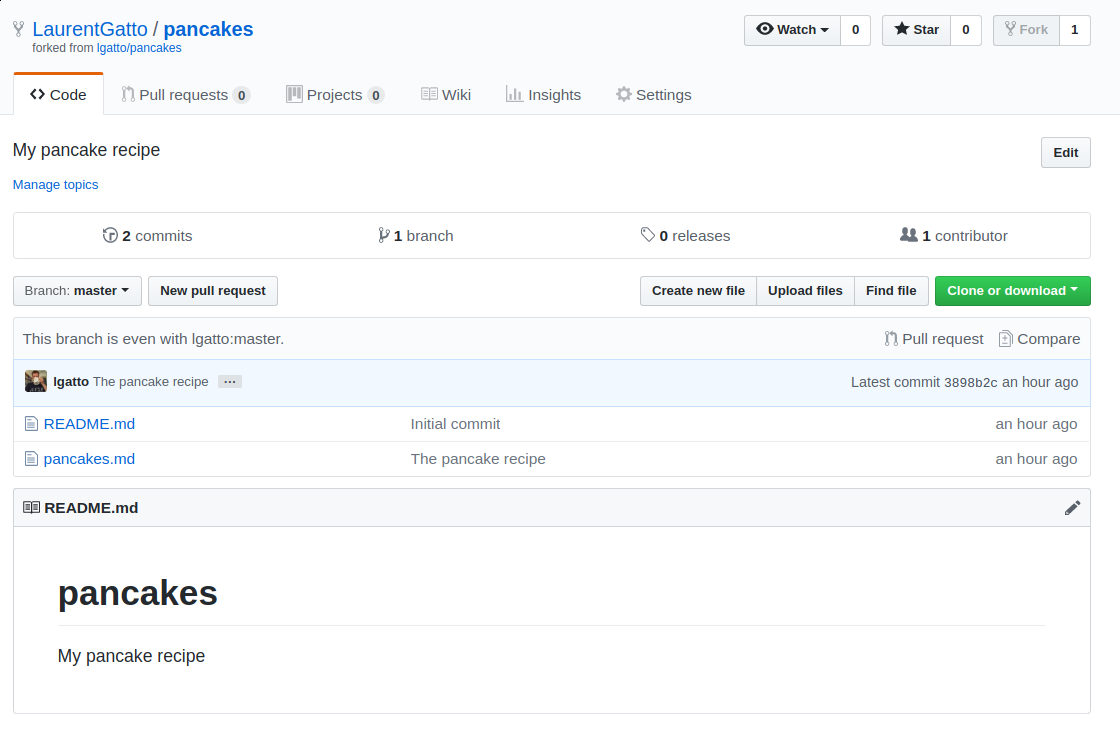 LaurentGatto / pancakes
forked from lgatto/pancakes
Watch 0 Star 0 Fork 1
Code Pull requests 0 Projects 0 Wiki Insights Settings
My pancake recipe Edit
Manage topics
2 commits 1 branch 0 releases 1 contributor
Branch: master New pull request Create new file Upload files Find file Clone or download
This branch is even with lgatto:master. Pull request Compare
lgatto The pancake recipe ... Latest commit 3898b2c an hour ago
README.md Initial commit an hour ago
pancakes.md The pancake recipe an hour ago
README.md
pancakes
My pancake recipe